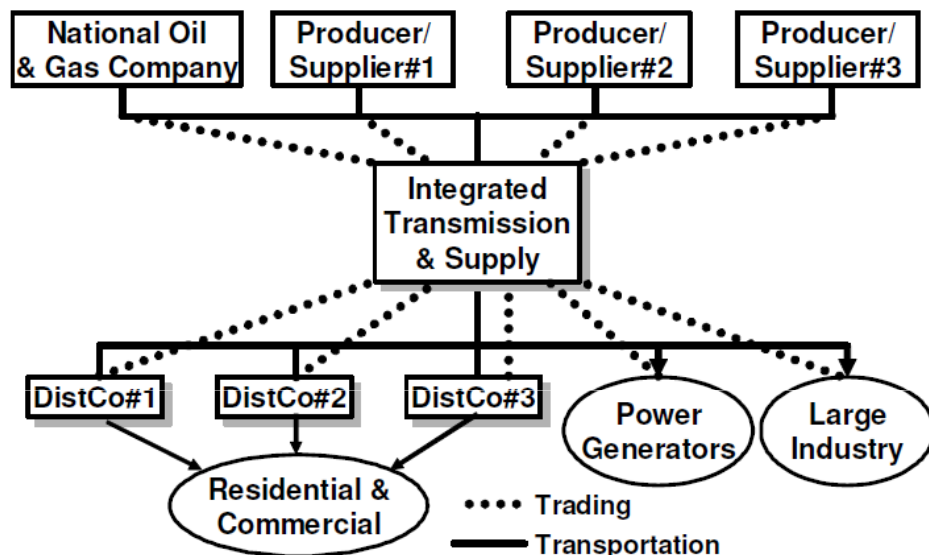 National Oil
& Gas Company
Producer/
Supplier#1
Producer/
Supplier#2
Producer/
Supplier#3
Integrated
Transmission
& Supply
DistCo#1
DistCo#2
DistCo#3
Power
Generators
Large
Industry
Residential &
Commercial
Trading
Transportation